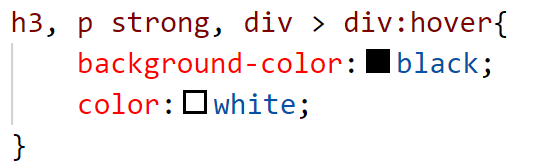 h3, p strong, div > div:hover{
background-color: black;
color: white;
}